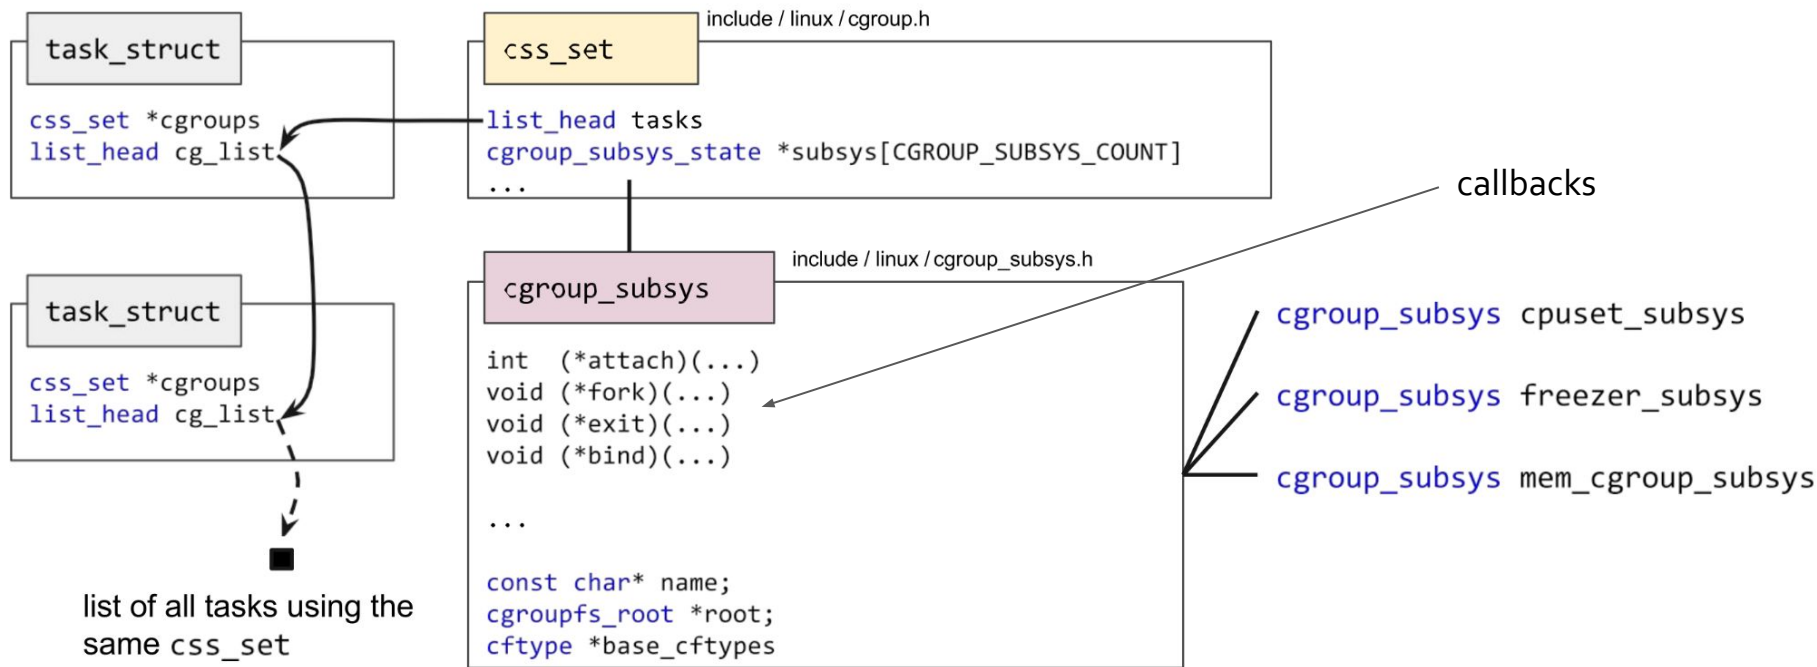 task_struct
css_set *cgroups
list_head cg_list
include / linux / cgroup.h
css_set
list_head tasks
cgroup_subsys_state *subsys[CGROUP_SUBSYS_COUNT]
...
callbacks
task_struct
css_set *cgroups
list_head cg_list
list of all tasks using the
same css_set
include / linux / cgroup_subsys.h
cgroup_subsys
int  (*attach)(...)
void (*fork)(...)
void (*exit)(...)
void (*bind)(...)
...
const char* name;
cgroupfs_root *root;
cftype *base_cftypes
cgroup_subsys cpuset_subsys
cgroup_subsys freezer_subsys
cgroup_subsys mem_cgroup_subsys